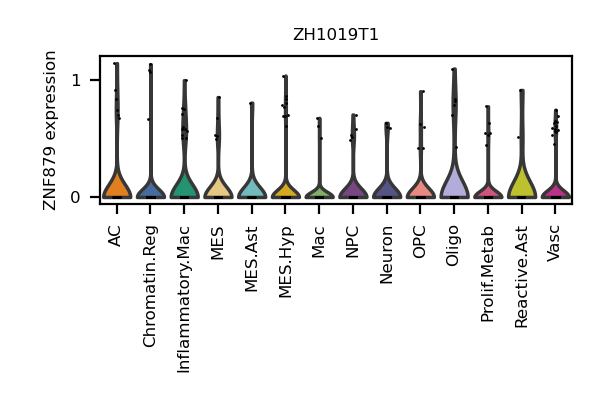 ZH1019T1
ZNF879 expression
1
0
AC
Chromatin.Reg
Inflammatory.Mac
MES
MES.Ast
MES.Hyp
Mac
NPC
Neuron
OPC
Oligo
Prolif.Metab
Reactive.Ast
Vasc